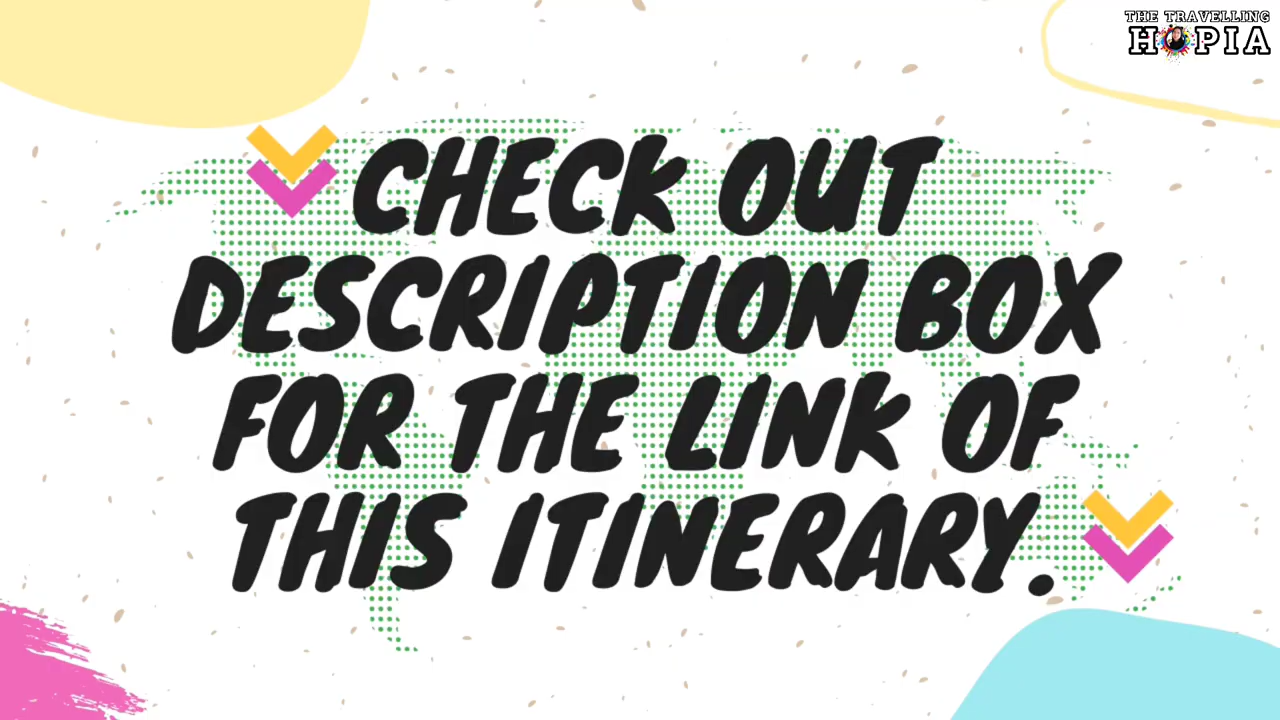 THE TRAVELLING
HOPIA
CHECK OUT
DESCRIPTION BOX
FOR THE LINK OF
THIS ITINERARY.